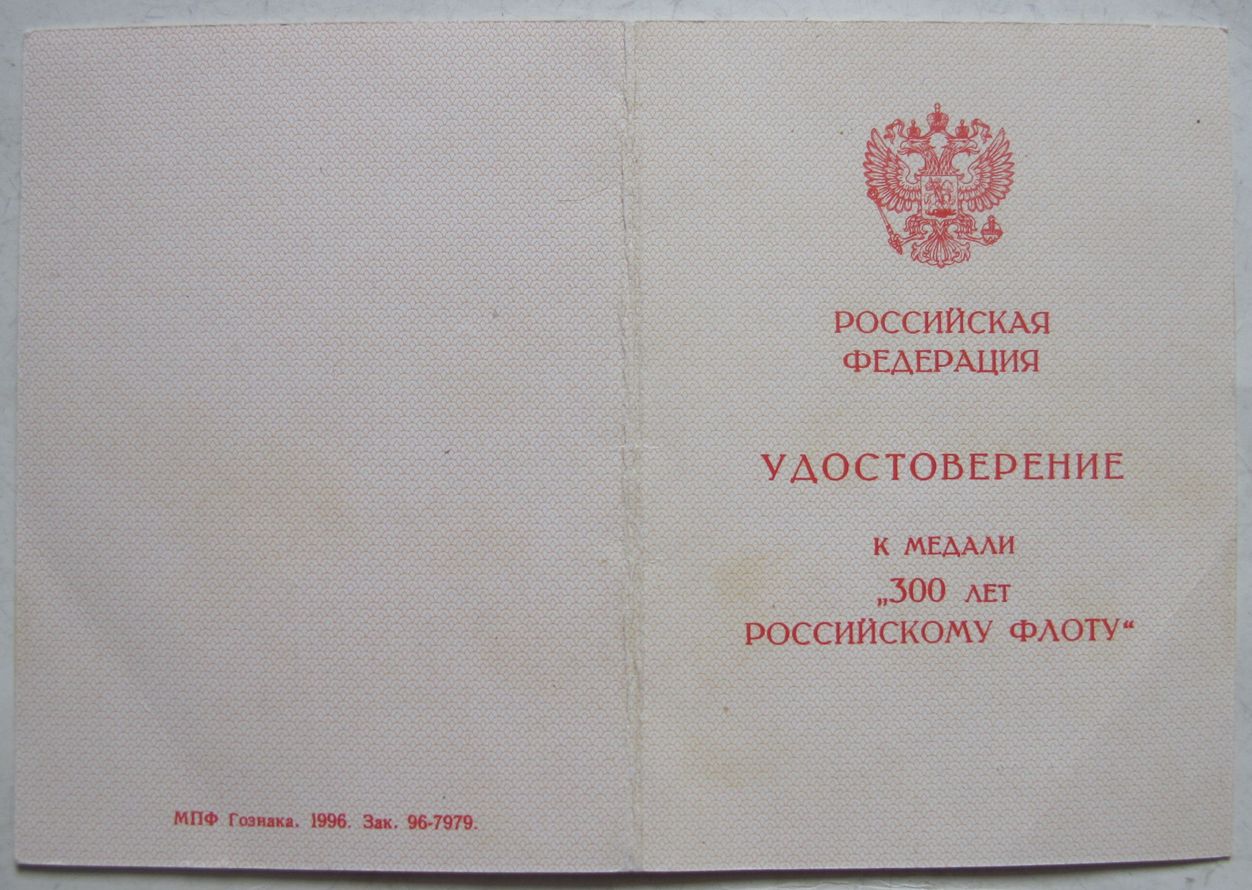 РОССИЙСКАЯ
ФЕДЕРАЦИЯ
УДОСТОВЕРЕНИЕ
К МЕДАЛИ
„300 ЛЕТ
РОССИЙСКОМУ ФЛОТУ“
МПФ Гознака. 1996. Зак. 96-7979.